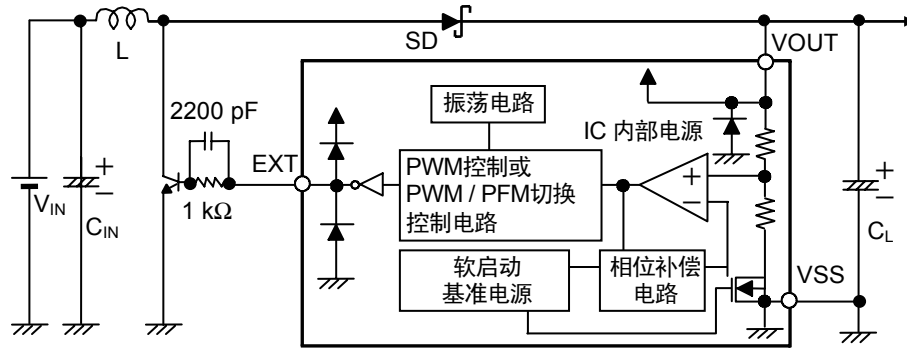 L
SD
VOUT
2200 pF
振荡电路
IC 内部电源
EXT
PWM控制或
PWM / PFM切换
控制电路
+
−
+
−
VIN
CIN
1 kΩ
+
−
CL
软启动
基准电源
相位补偿
电路
VSS